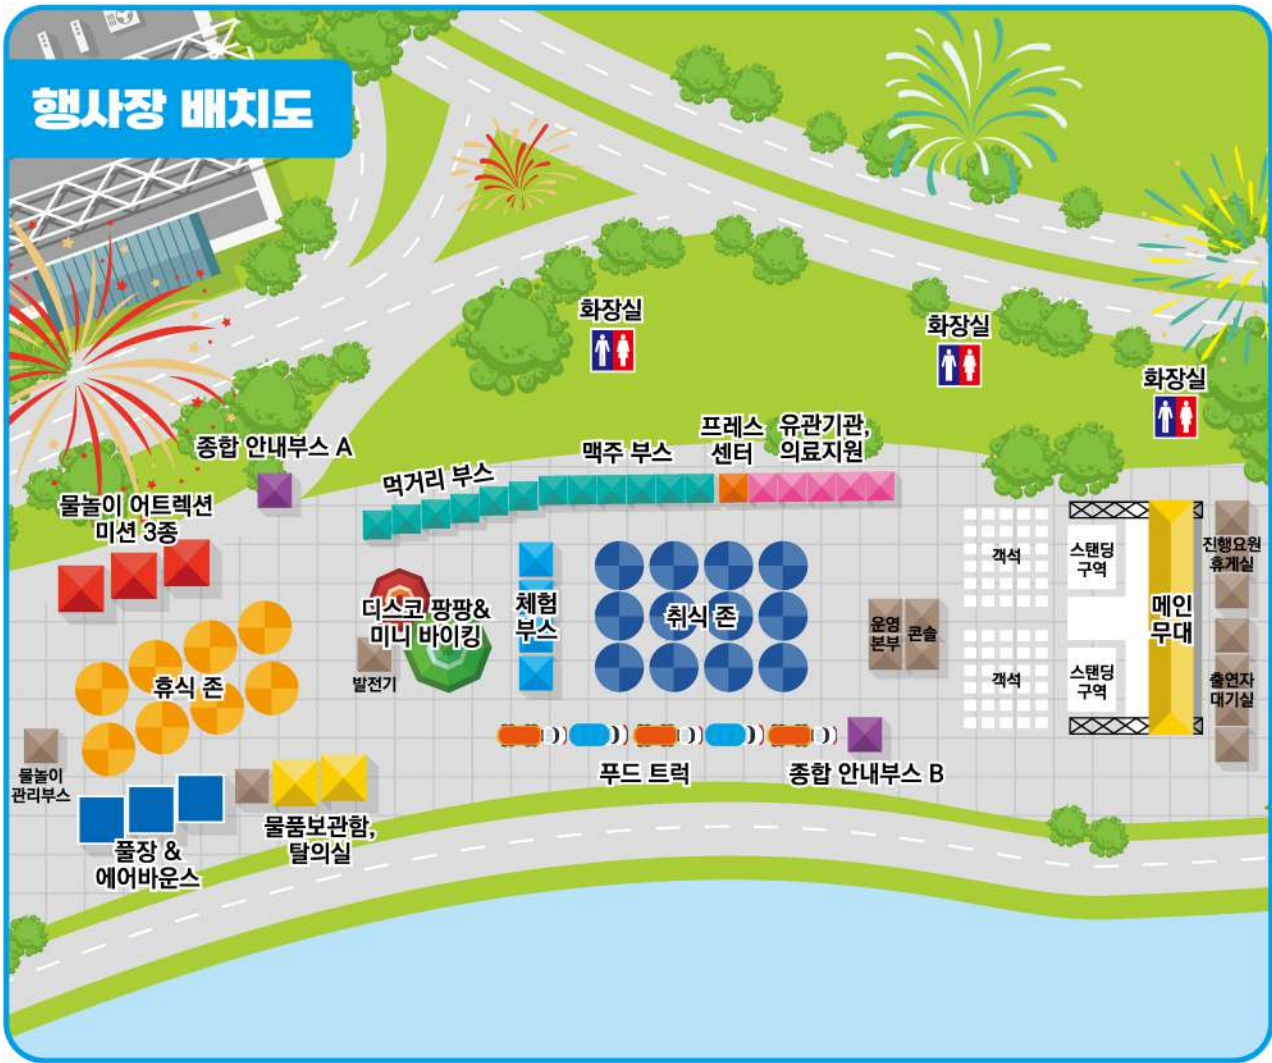 행사장 배치도
화장실
화장실
화장실
종합 안내부스 A
먹거리 부스
맥주 부스
프레스
센터
유관기관,
의료지원
물놀이 어트렉션
미션 3종
디스코 팡팡&
미니 바이킹
발전기
체험
부스
취식 존
운영
본부
콘솔
객석
객석
스탠딩
구역
스탠딩
구역
메인
무대
진행요원
휴게실
출연자
대기실
휴식 존
물놀이
관리부스
풀장 &
에어바운스
물품보관함,
탈의실
푸드 트럭
종합 안내부스 B